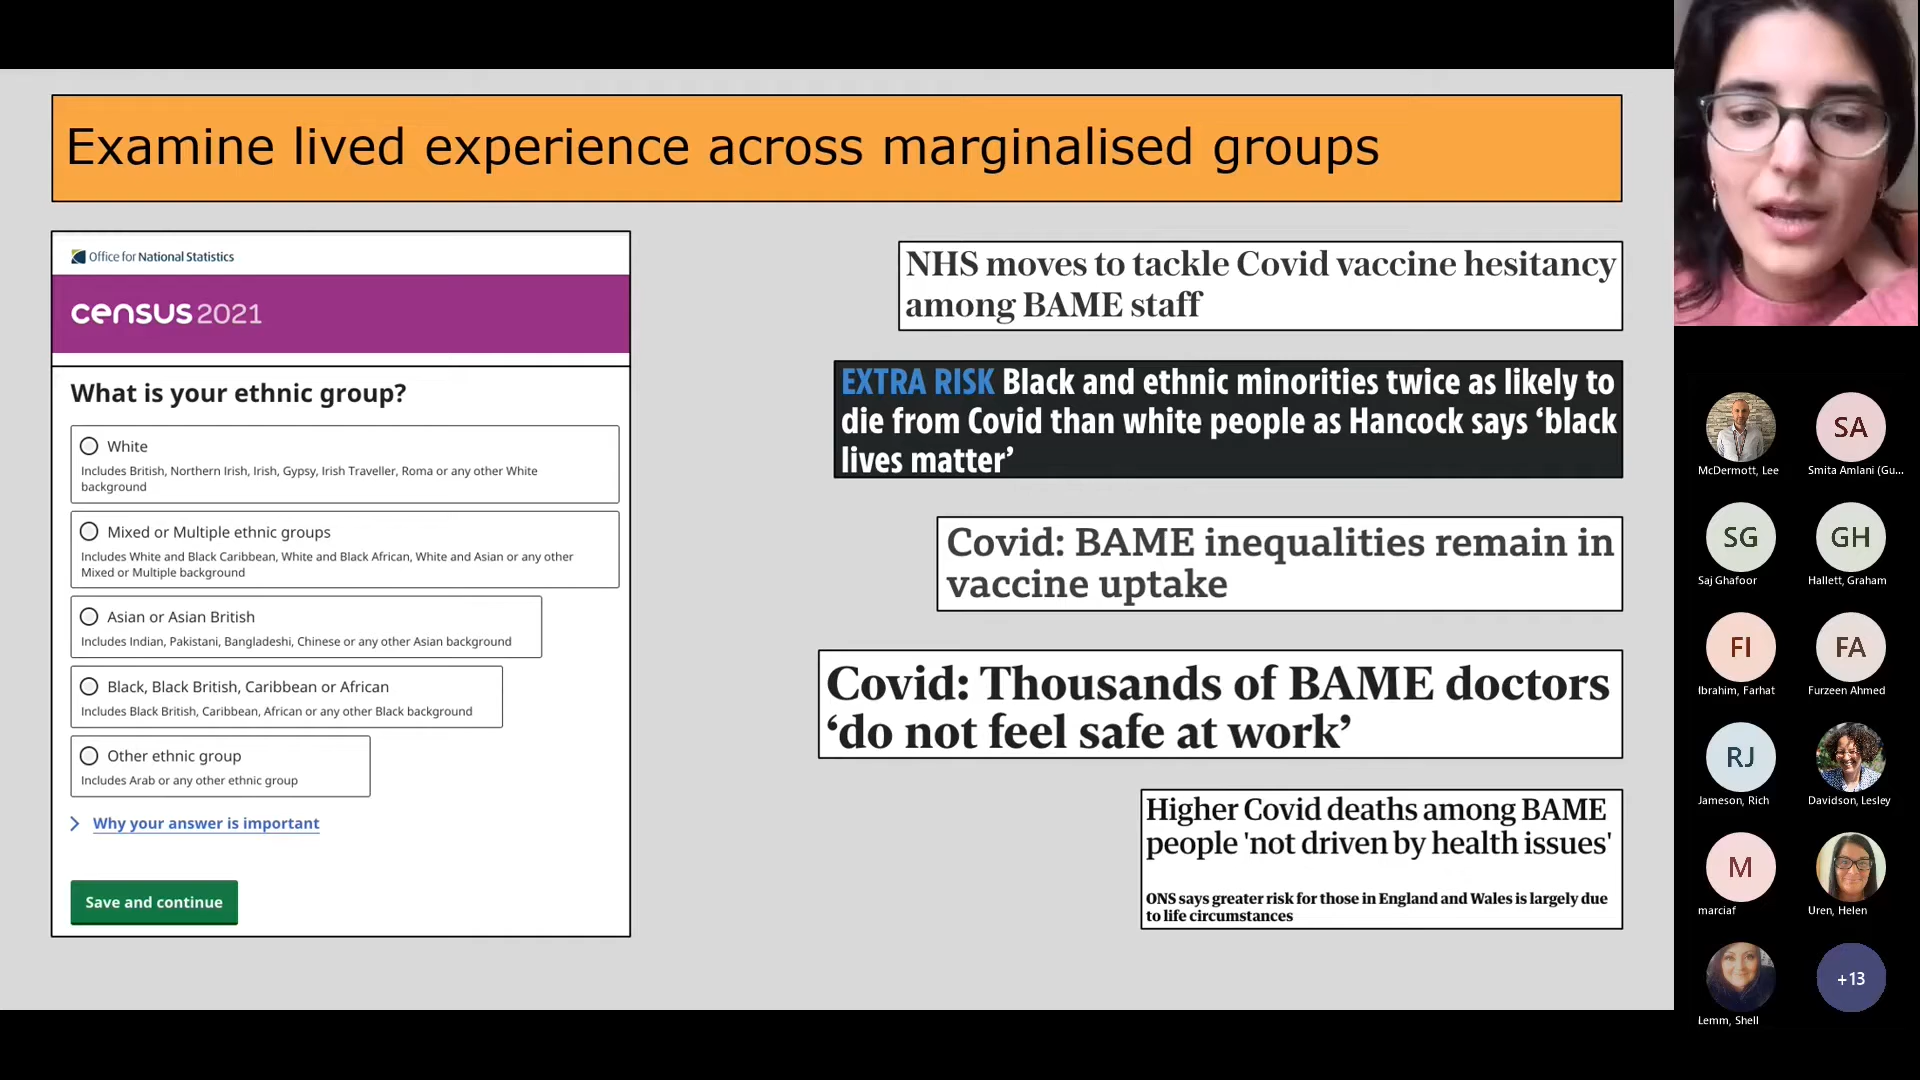 Examine lived experience across marginalised groups
Office for National Statistics
census 2021
What is your ethnic group?
White
Includes British, Northern Irish, Irish, Gypsy, Irish Traveller, Roma or any other White
background
Mixed or Multiple ethnic groups
Includes White and Black Caribbean, White and Black African, White and Asian or any other
Mixed or Multiple background
Asian or Asian British
Includes Indian, Pakistani, Bangladeshi, Chinese or any other Asian background
Black, Black British, Caribbean or African
Includes Black British, Caribbean, African or any other Black background
Other ethnic group
Includes Arab or any other ethnic group
Why your answer is important
Save and continue
NHS moves to tackle Covid vaccine hesitancy
among BAME staff
EXTRA RISK Black and ethnic minorities twice as likely to
die from Covid than white people as Hancock says ‘black
lives matter’
Covid: BAME inequalities remain in
vaccine uptake
Covid: Thousands of BAME doctors
‘do not feel safe at work’
Higher Covid deaths among BAME
people 'not driven by health issues'
ONS says greater risk for those in England and Wales is largely due
to life circumstances
McDermott, Lee
SA
Smita Amlani (Gu...
SG
Saj Ghafoor
GH
Hallett, Graham
FI
Ibrahim, Farhat
FA
Furzeen Ahmed
RJ
Jameson, Rich
Davidson, Lesley
M
marciaf
Uren, Helen
Lemm, Shell
+13